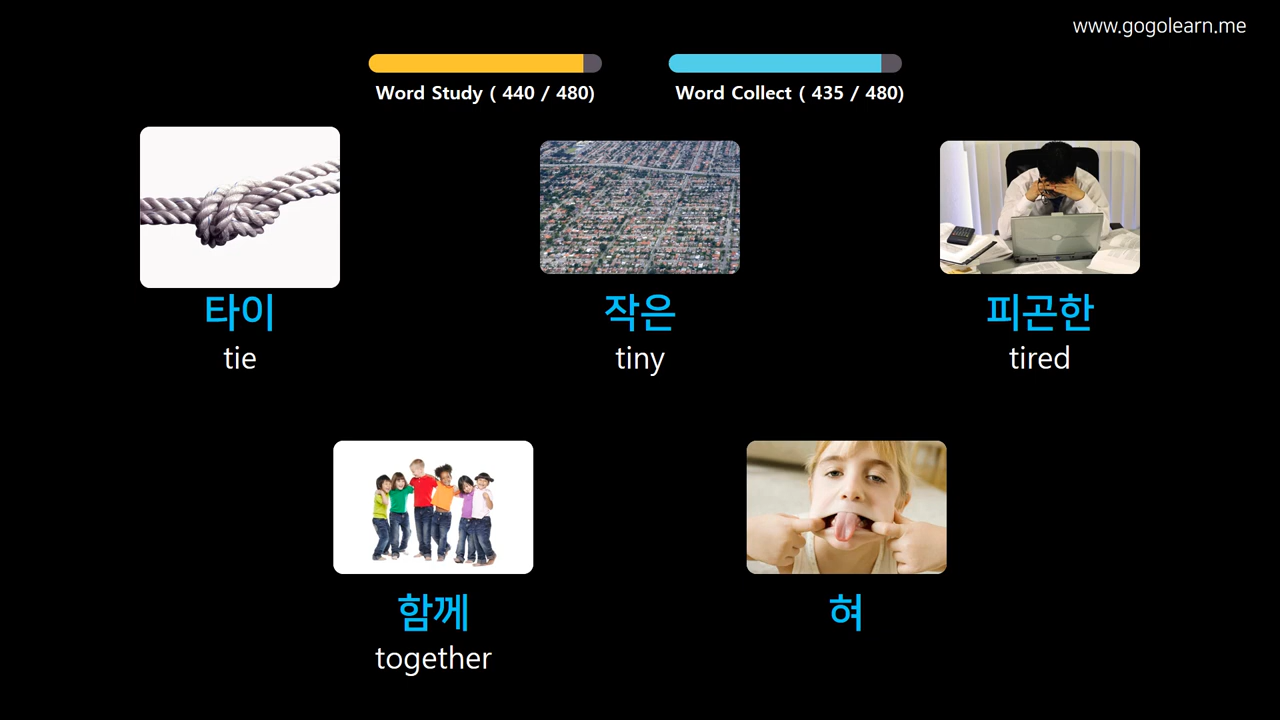 www.gogolearn.me
Word Study ( 440 / 480)
Word Collect ( 435 / 480)
타이
tie
작은
tiny
피곤한
tired
함께
together
혀